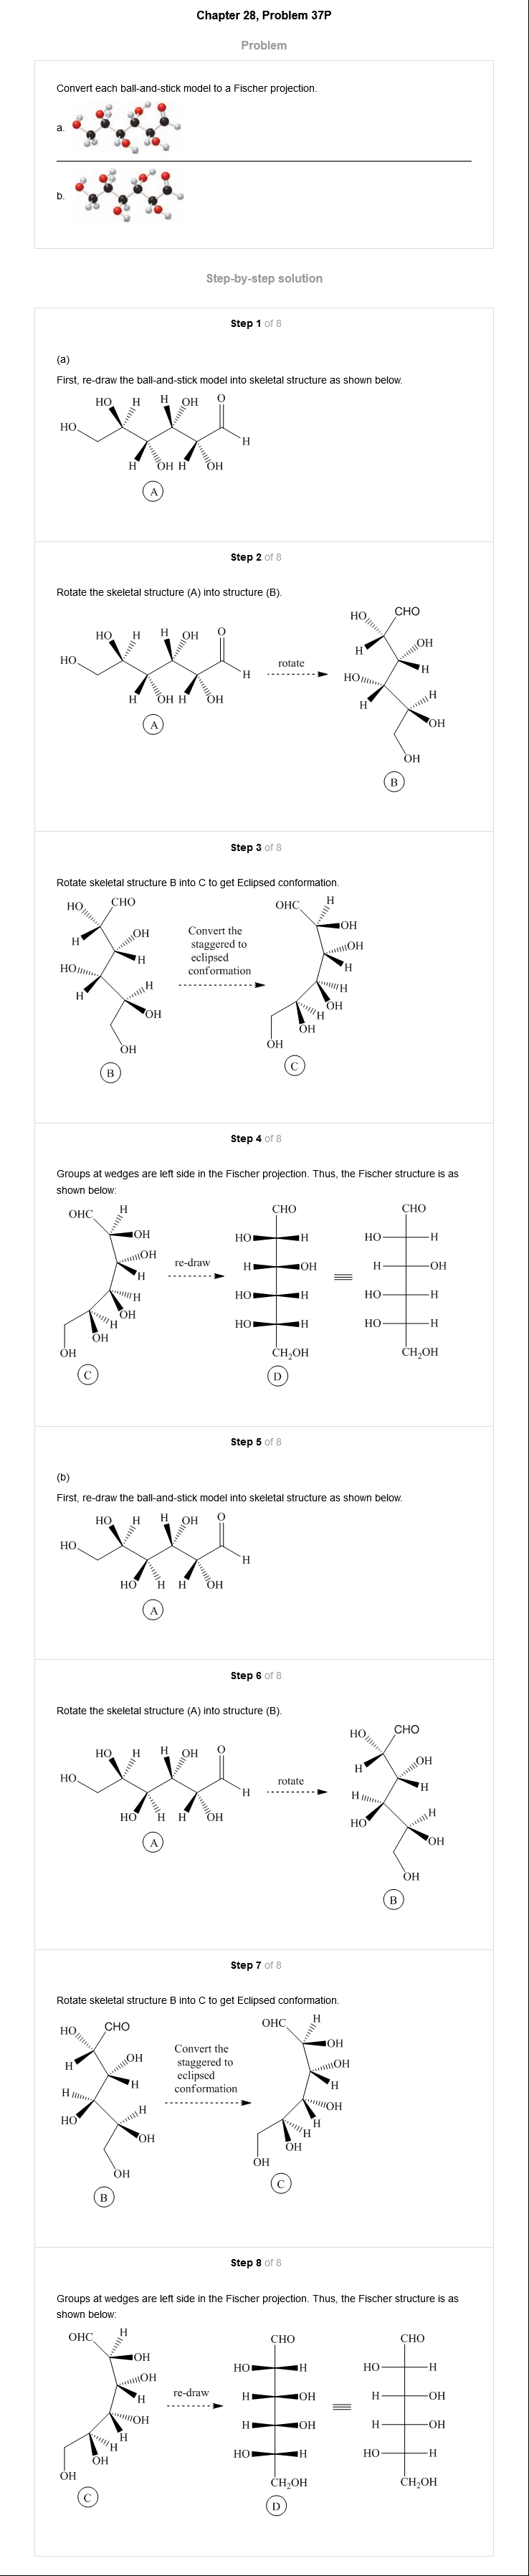 Chapter 28, Problem 37P
Problem
Convert each ball-and-stick model to a Fischer projection.
a.
b.
Step-by-step solution
Step 1 of 8
(a)
First, re-draw the ball-and-stick model into skeletal structure as shown below.
HO H H OH O
HO H
H OH H OH
A
Step 2 of 8
Rotate the skeletal structure (A) into structure (B).
HO H H OH O
HO H
H OH H OH
A
rotate
HO CHO
H OH
HO H
H H
OH
OH
B
Step 3 of 8
Rotate skeletal structure B into C to get Eclipsed conformation.
HO CHO
H OH
HO H
H H
OH
OH
B
Convert the
staggered to
eclipsed
conformation
OHC H
OH
OH
H
H
OH
H
OH
OH
C
Step 4 of 8
Groups at wedges are left side in the Fischer projection. Thus, the Fischer structure is as
shown below:
OHC H
OH
OH
H
H
OH
H
OH
OH
C
re-draw
CHO
HO H
H OH
HO H
HO H
CH2OH
D
CHO
HO H
H OH
HO H
HO H
CH2OH
Step 5 of 8
(b)
First, re-draw the ball-and-stick model into skeletal structure as shown below.
HO H H OH O
HO H
HO H H OH
A
Step 6 of 8
Rotate the skeletal structure (A) into structure (B).
HO H H OH O
HO H
HO H H OH
A
rotate
HO CHO
H OH
H H
HO H
OH
OH
B
Step 7 of 8
Rotate skeletal structure B into C to get Eclipsed conformation.
HO CHO
H OH
H H
HO H
OH
OH
B
Convert the
staggered to
eclipsed
conformation
OHC H
OH
OH
H
OH
H
H
OH
OH
C
Step 8 of 8
Groups at wedges are left side in the Fischer projection. Thus, the Fischer structure is as
shown below:
OHC H
OH
OH
H
OH
H
H
OH
OH
C
re-draw
CHO
HO H
H OH
H OH
HO H
CH2OH
D
CHO
HO H
H OH
H OH
HO H
CH2OH